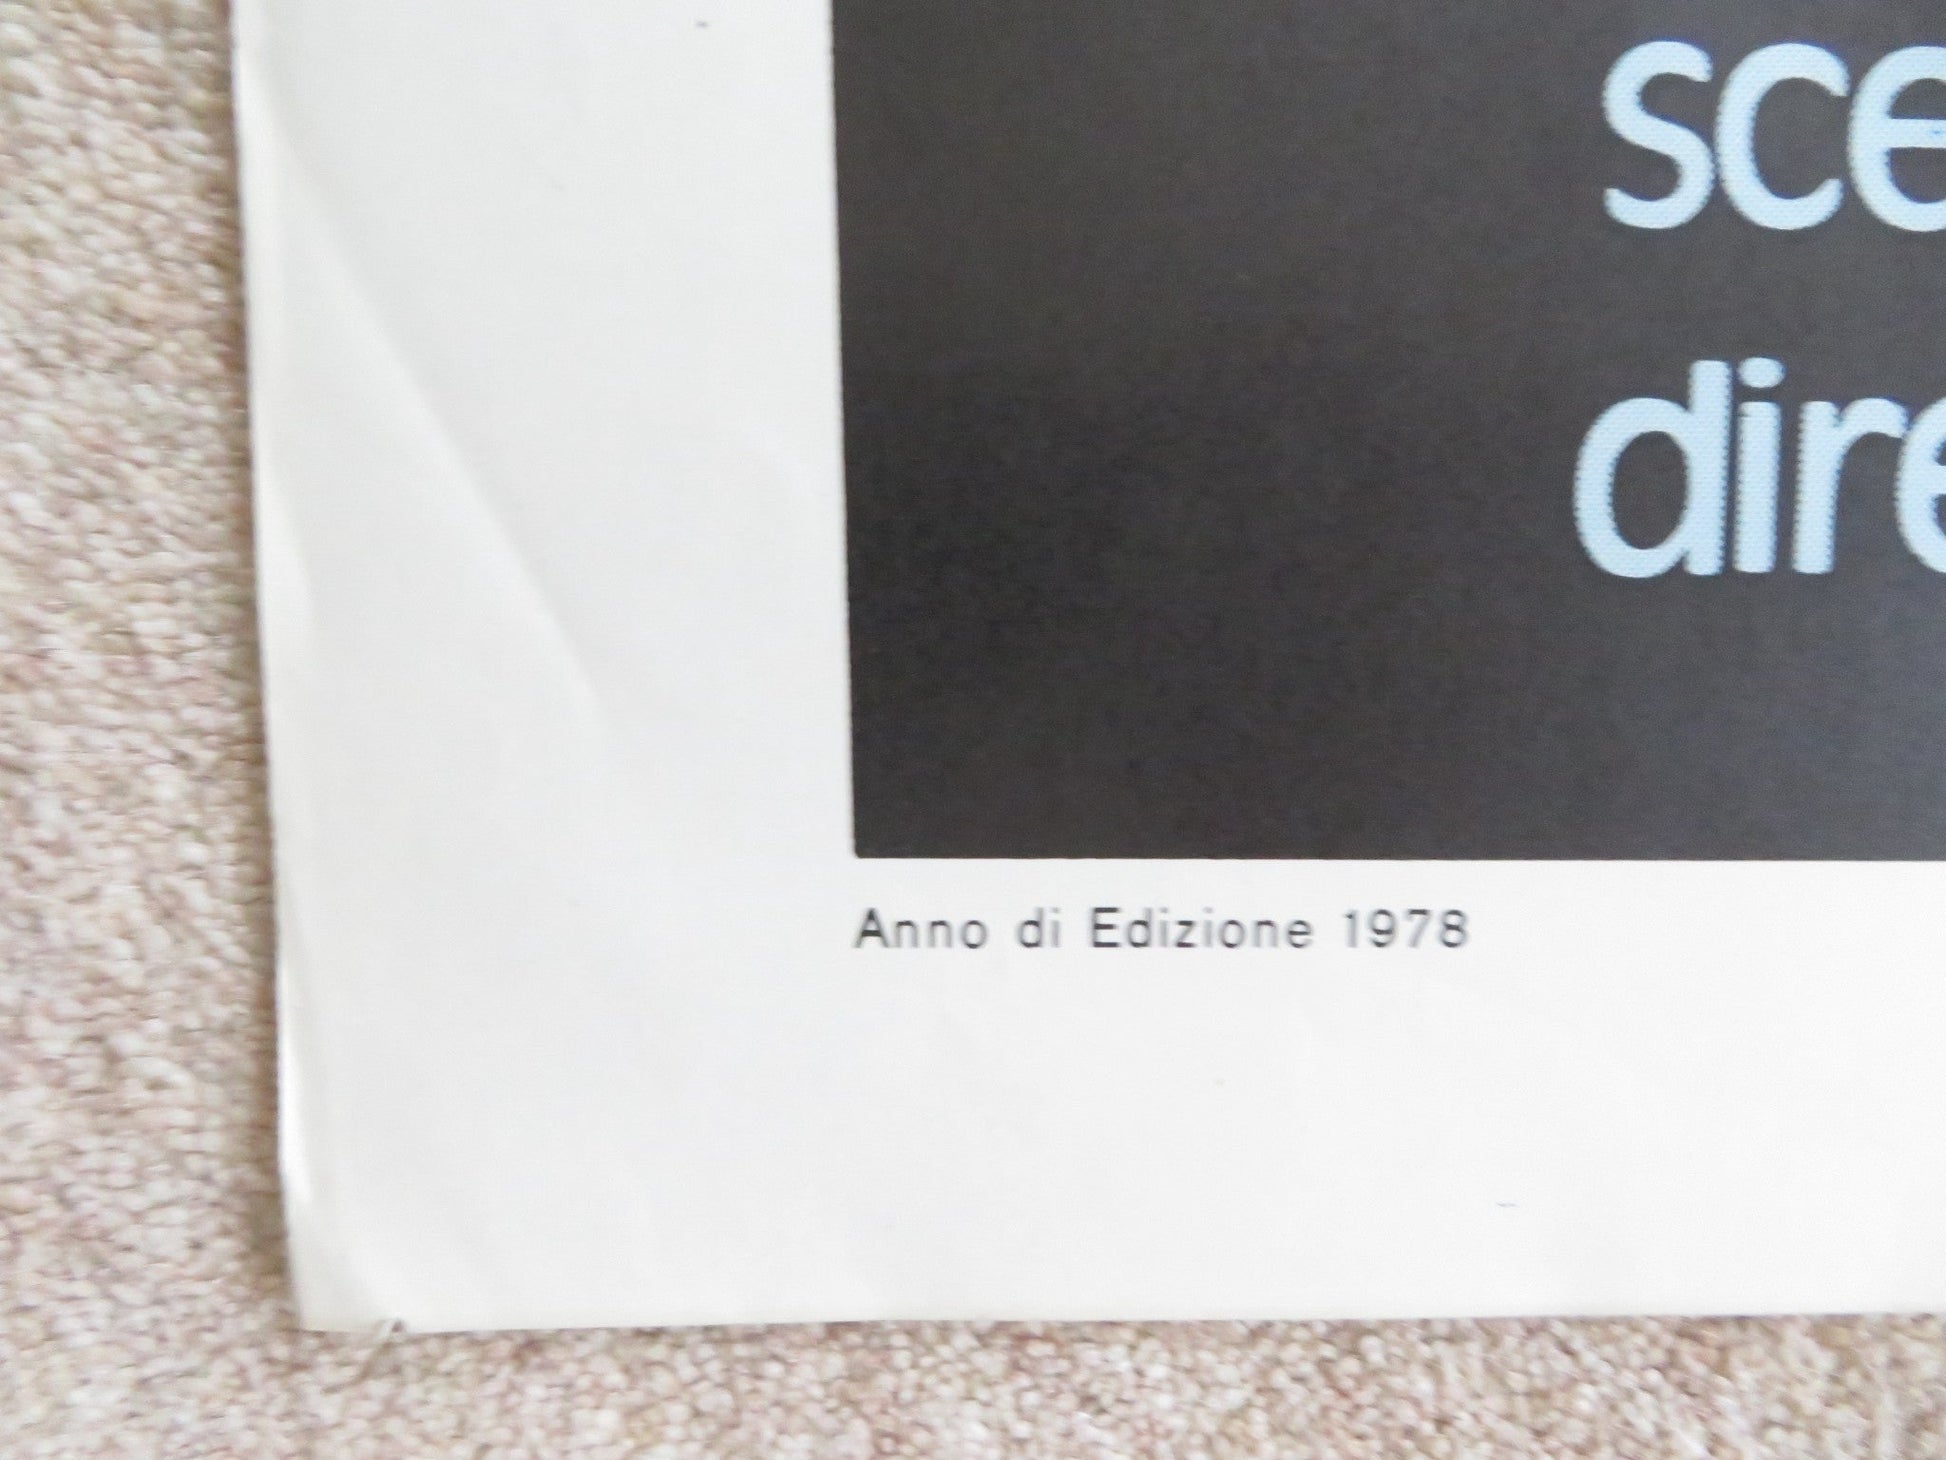 sce
dire
Anno di Edizione 1978